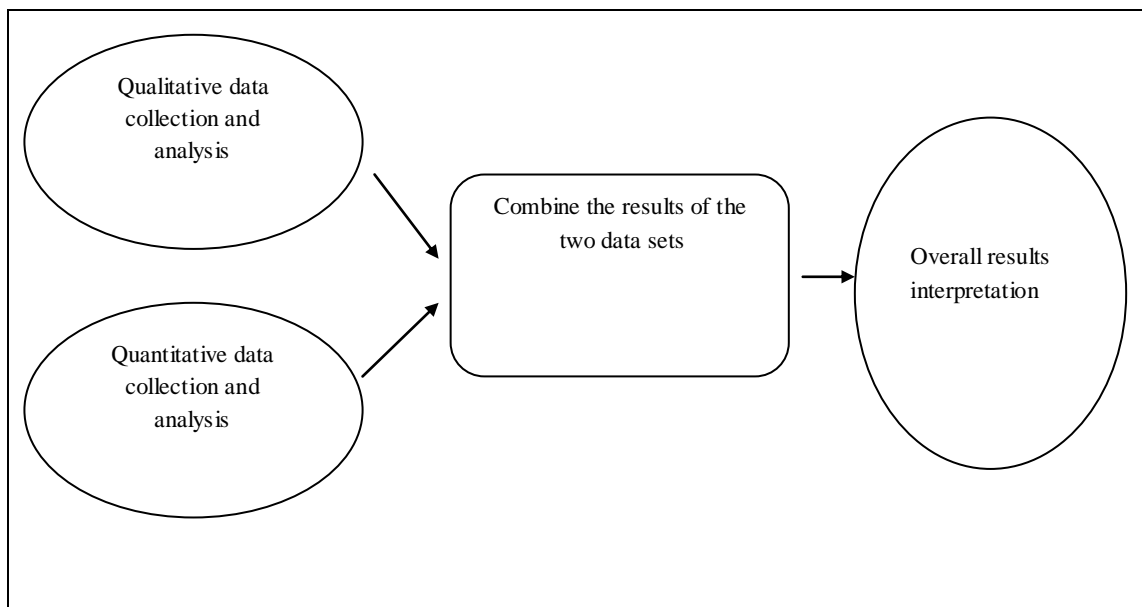 Qualitative data
collection and
analysis
Combine the results of the
two data sets
Overall results
interpretation
Quantitative data
collection and
analysis